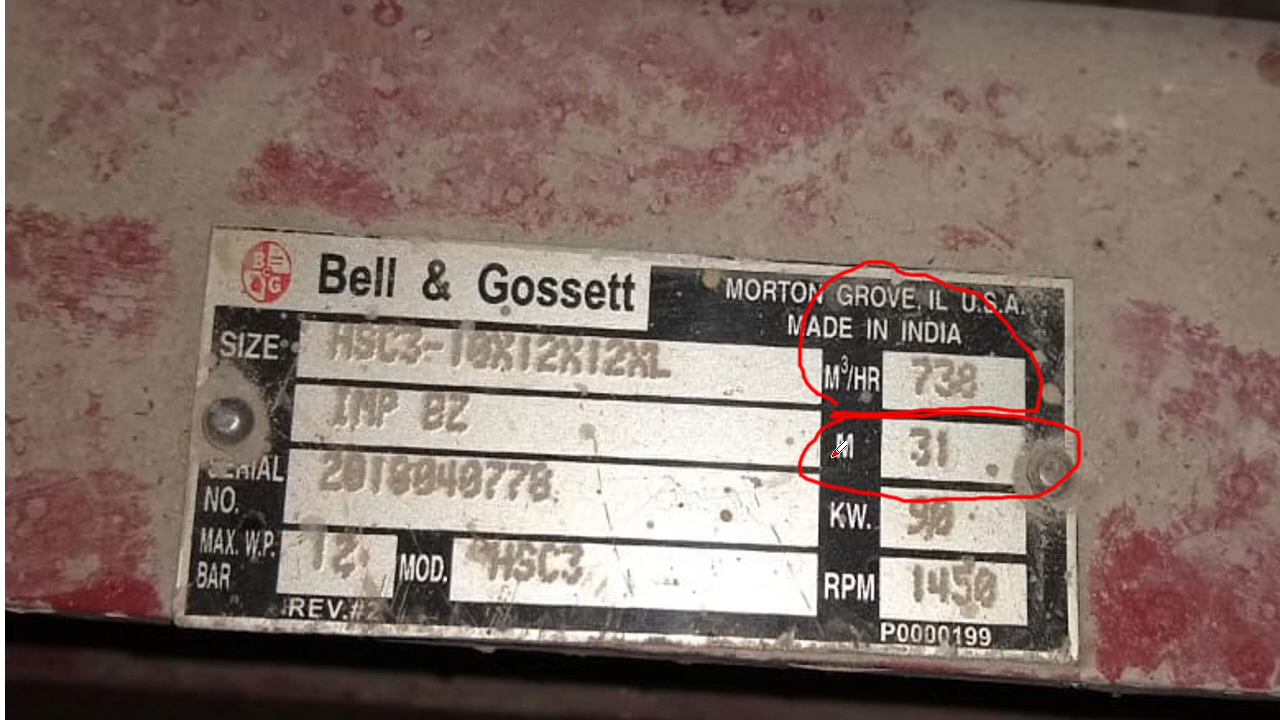 Bell & Gossett
MORTON GROVE, IL U.S.A.
MADE IN INDIA
SIZE HSC3-10X12X12XL
IMP BZ
SERIAL NO. 2018040778
MAX. W.P. BAR 12
MOD. HSC3
REV.#2
M³/HR 738
M 31
KW. 90
RPM 1450
P0000199